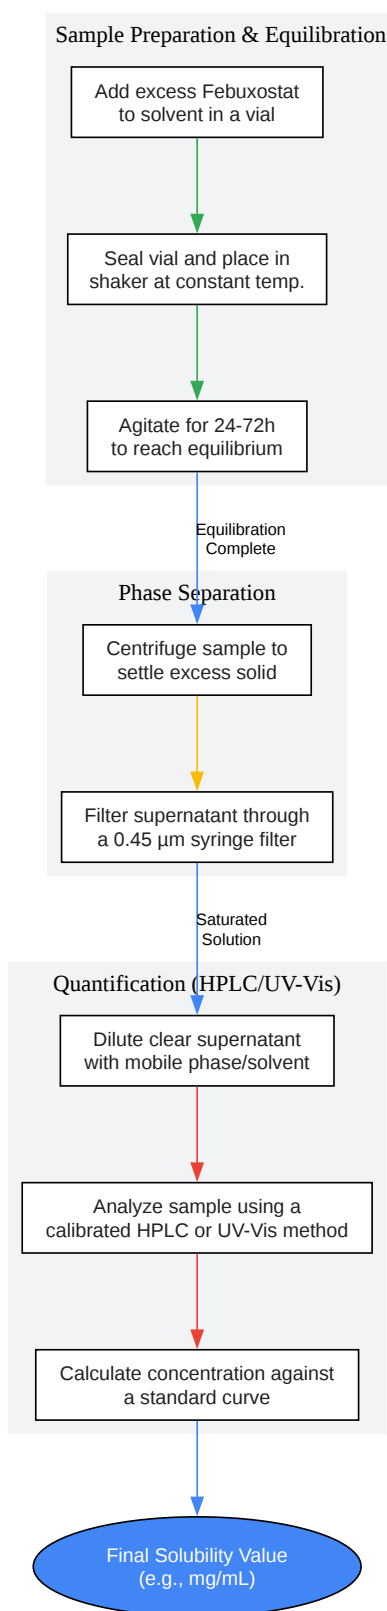 Sample Preparation & Equilibration
Add excess Febuxostat
to solvent in a vial
Seal vial and place in
shaker at constant temp.
Agitate for 24-72h
to reach equilibrium
Equilibration
Complete
Phase Separation
Centrifuge sample to
settle excess solid
Filter supernatant through
a 0.45 µm syringe filter
Saturated
Solution
Quantification (HPLC/UV-Vis)
Dilute clear supernatant
with mobile phase/solvent
Analyze sample using a
calibrated HPLC or UV-Vis method
Calculate concentration against
a standard curve
Final Solubility Value
(e.g., mg/mL)